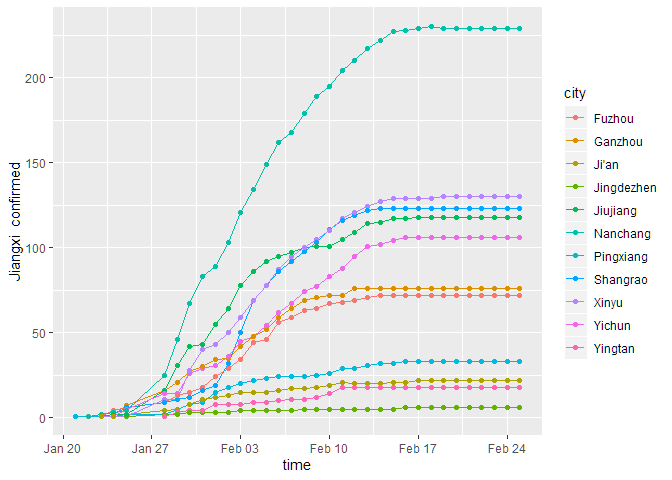 200
150
100
50
0
Jiangxi confirmed
Jan 20
Jan 27
Feb 03
Feb 10
Feb 17
Feb 24
time
city
Fuzhou
Ganzhou
Ji'an
Jingdezhen
Jiujiang
Nanchang
Pingxiang
Shangrao
Xinyu
Yichun
Yingtan